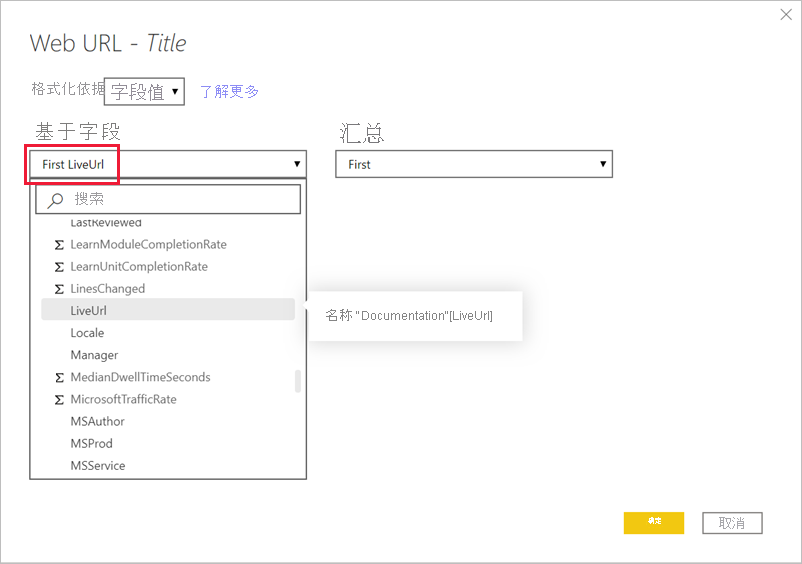 Web URL - Title
格式化依据 字段值 了解更多
基于字段 汇总
First LiveUrl First
搜索
LastReviewed
Σ LearnModuleCompletionRate
Σ LearnUnitCompletionRate
Σ LinesChanged
LiveUrl
名称 "Documentation"[LiveUrl]
Locale
Manager
Σ MedianDwellTimeSeconds
Σ MicrosoftTrafficRate
MSAuthor
MSProd
MSService
确定 取消